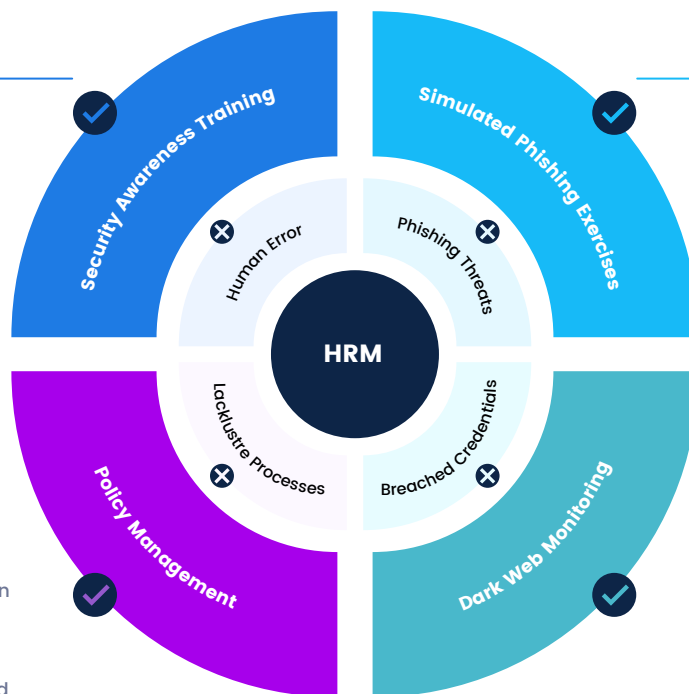 Security Awareness Training
Simulated Phishing Exercises
Human Error
Phishing Threats
HRM
Lacklustre Processes
Breached Credentials
Policy Management
Dark Web Monitoring